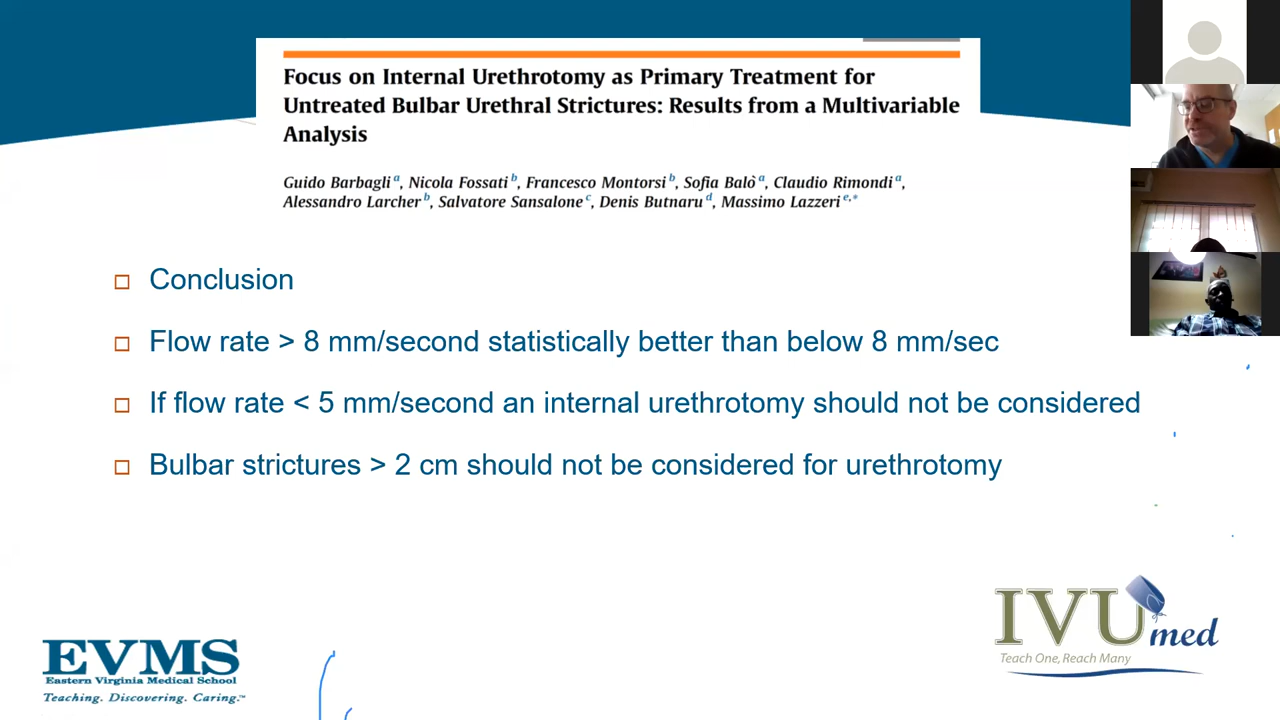 Focus on Internal Urethrotomy as Primary Treatment for
Untreated Bulbar Urethral Strictures: Results from a Multivariable
Analysis
Guido Barbagli a, Nicola Fossati b, Francesco Montorsi b, Sofia Balò a, Claudio Rimondi a,
Alessandro Larcher b, Salvatore Sansalone c, Denis Butnaru d, Massimo Lazzeri e,*
Conclusion
Flow rate > 8 mm/second statistically better than below 8 mm/sec
If flow rate < 5 mm/second an internal urethrotomy should not be considered
Bulbar strictures > 2 cm should not be considered for urethrotomy
EVMS
Eastern Virginia Medical School
Teaching. Discovering. Caring.™
IVUmed
Teach One, Reach Many